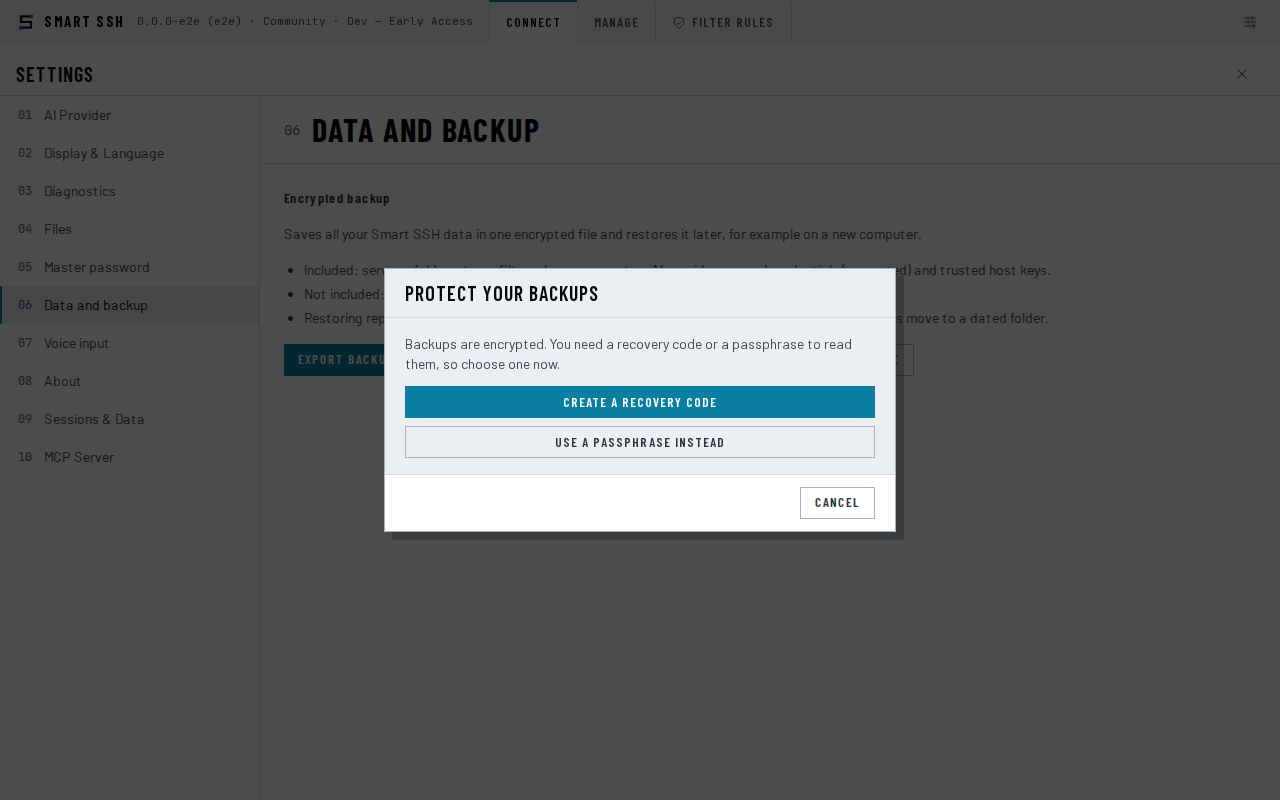 SMART SSH 0.0.0-e2e (e2e) · Community · Dev — Early Access CONNECT MANAGE FILTER RULES
SETTINGS
01 AI Provider
02 Display & Language
03 Diagnostics
04 Files
05 Master password
06 Data and backup
07 Voice input
08 About
09 Sessions & Data
10 MCP Server
06 DATA AND BACKUP
Encrypted backup
Saves all your Smart SSH data in one encrypted file and restores it later, for example on a new computer.
Included: and trusted host keys.
Not included:
Restoring move to a dated folder.
EXPORT
PROTECT YOUR BACKUPS
Backups are encrypted. You need a recovery code or a passphrase to read
them, so choose one now.
CREATE A RECOVERY CODE
USE A PASSPHRASE INSTEAD
CANCEL